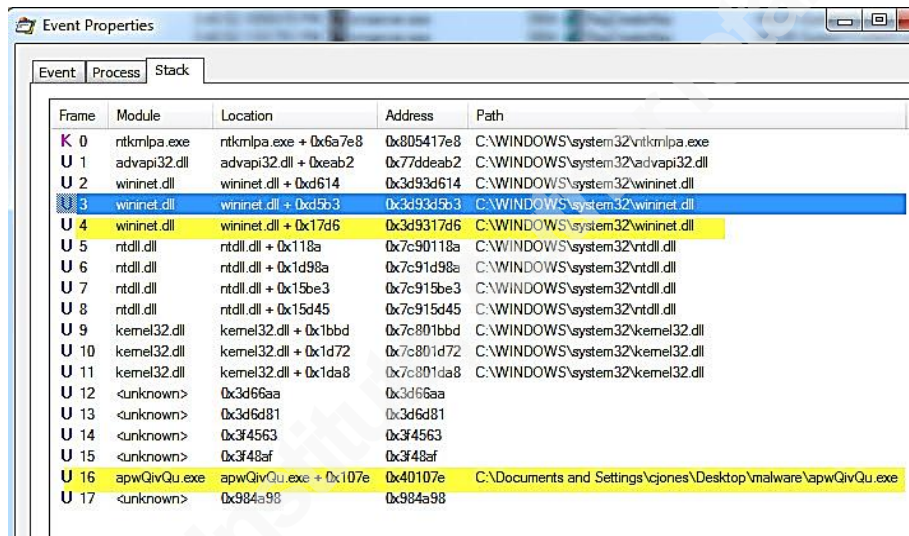 Event Properties
Event Process Stack
Frame Module Location Address Path
K 0 ntkrnlpa.exe ntkrnlpa.exe + 0x6a7e8 0x805417e8 C:\WINDOWS\system32\ntkrnlpa.exe
U 1 advapi32.dll advapi32.dll + 0xeab2 0x77ddeab2 C:\WINDOWS\system32\advapi32.dll
U 2 wininet.dll wininet.dll + 0xd614 0x3d93d614 C:\WINDOWS\system32\wininet.dll
U 3 wininet.dll wininet.dll + 0xd5b3 0x3d93d5b3 C:\WINDOWS\system32\wininet.dll
U 4 wininet.dll wininet.dll + 0x17d6 0x3d9317d6 C:\WINDOWS\system32\wininet.dll
U 5 ntdll.dll ntdll.dll + 0x118a 0x7c90118a C:\WINDOWS\system32\ntdll.dll
U 6 ntdll.dll ntdll.dll + 0x1d98a 0x7c91d98a C:\WINDOWS\system32\ntdll.dll
U 7 ntdll.dll ntdll.dll + 0x15be3 0x7c915be3 C:\WINDOWS\system32\ntdll.dll
U 8 ntdll.dll ntdll.dll + 0x15d45 0x7c915d45 C:\WINDOWS\system32\ntdll.dll
U 9 kernel32.dll kernel32.dll + 0x1bbd 0x7c801bbd C:\WINDOWS\system32\kernel32.dll
U 10 kernel32.dll kernel32.dll + 0x1d72 0x7c801d72 C:\WINDOWS\system32\kernel32.dll
U 11 kernel32.dll kernel32.dll + 0x1da8 0x7c801da8 C:\WINDOWS\system32\kernel32.dll
U 12 <unknown> 0x3d66aa 0x3d66aa
U 13 <unknown> 0x3d6d81 0x3d6d81
U 14 <unknown> 0x3f4563 0x3f4563
U 15 <unknown> 0x3f48af 0x3f48af
U 16 apwQivQu.exe apwQivQu.exe + 0x107e 0x40107e C:\Documents and Settings\cjones\Desktop\malware\apwQivQu.exe
U 17 <unknown> 0x984a98 0x984a98